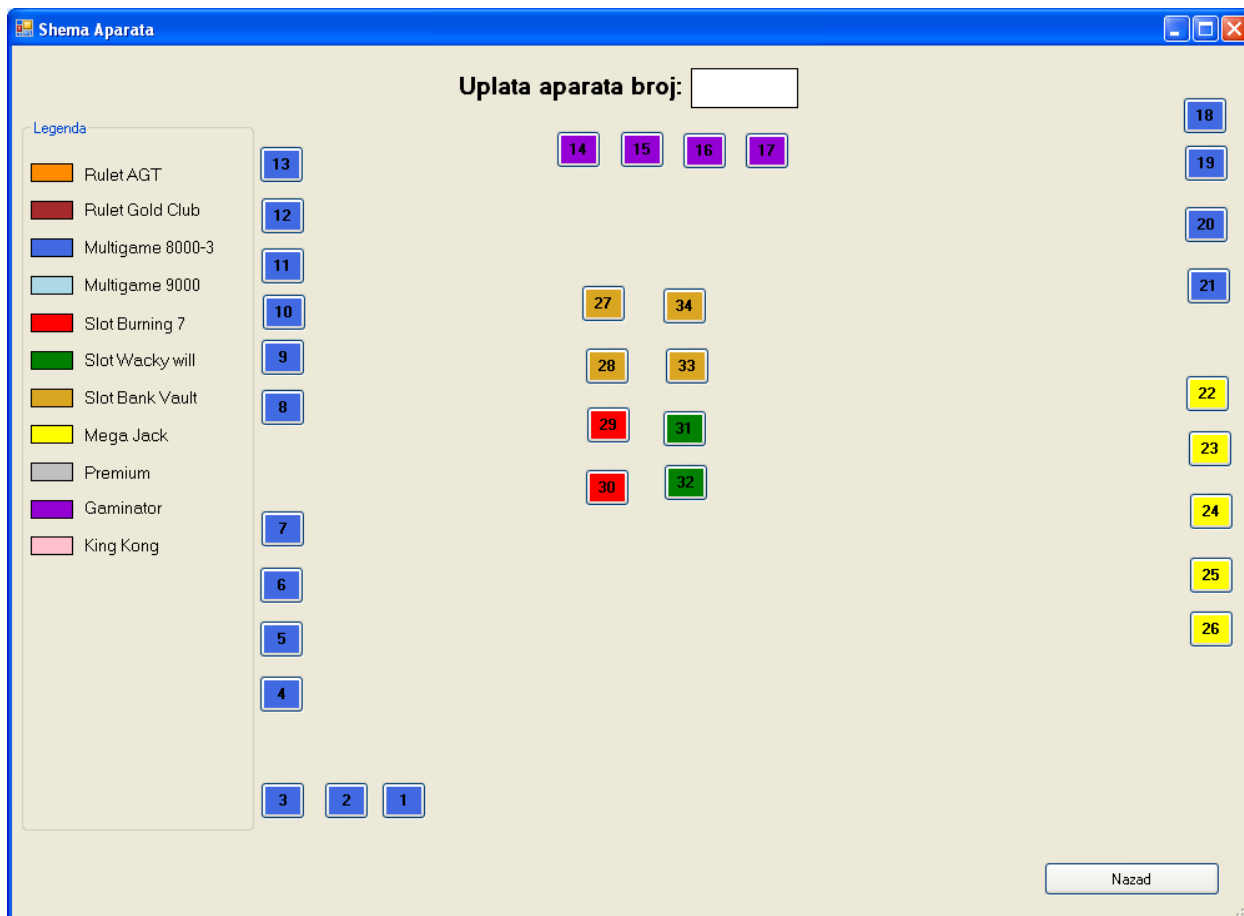 Shema Aparata
Uplata aparata broj:
Legenda
Rulet AGT
Rulet Gold Club
Multigame 8000-3
Multigame 9000
Slot Burning 7
Slot Wacky will
Slot Bank Vault
Mega Jack
Premium
Gaminator
King Kong
13
12
11
10
9
8
7
6
5
4
3 2 1
14 15 16 17
27 34
28 33
29 31
30 32
18
19
20
21
22
23
24
25
26
Nazad